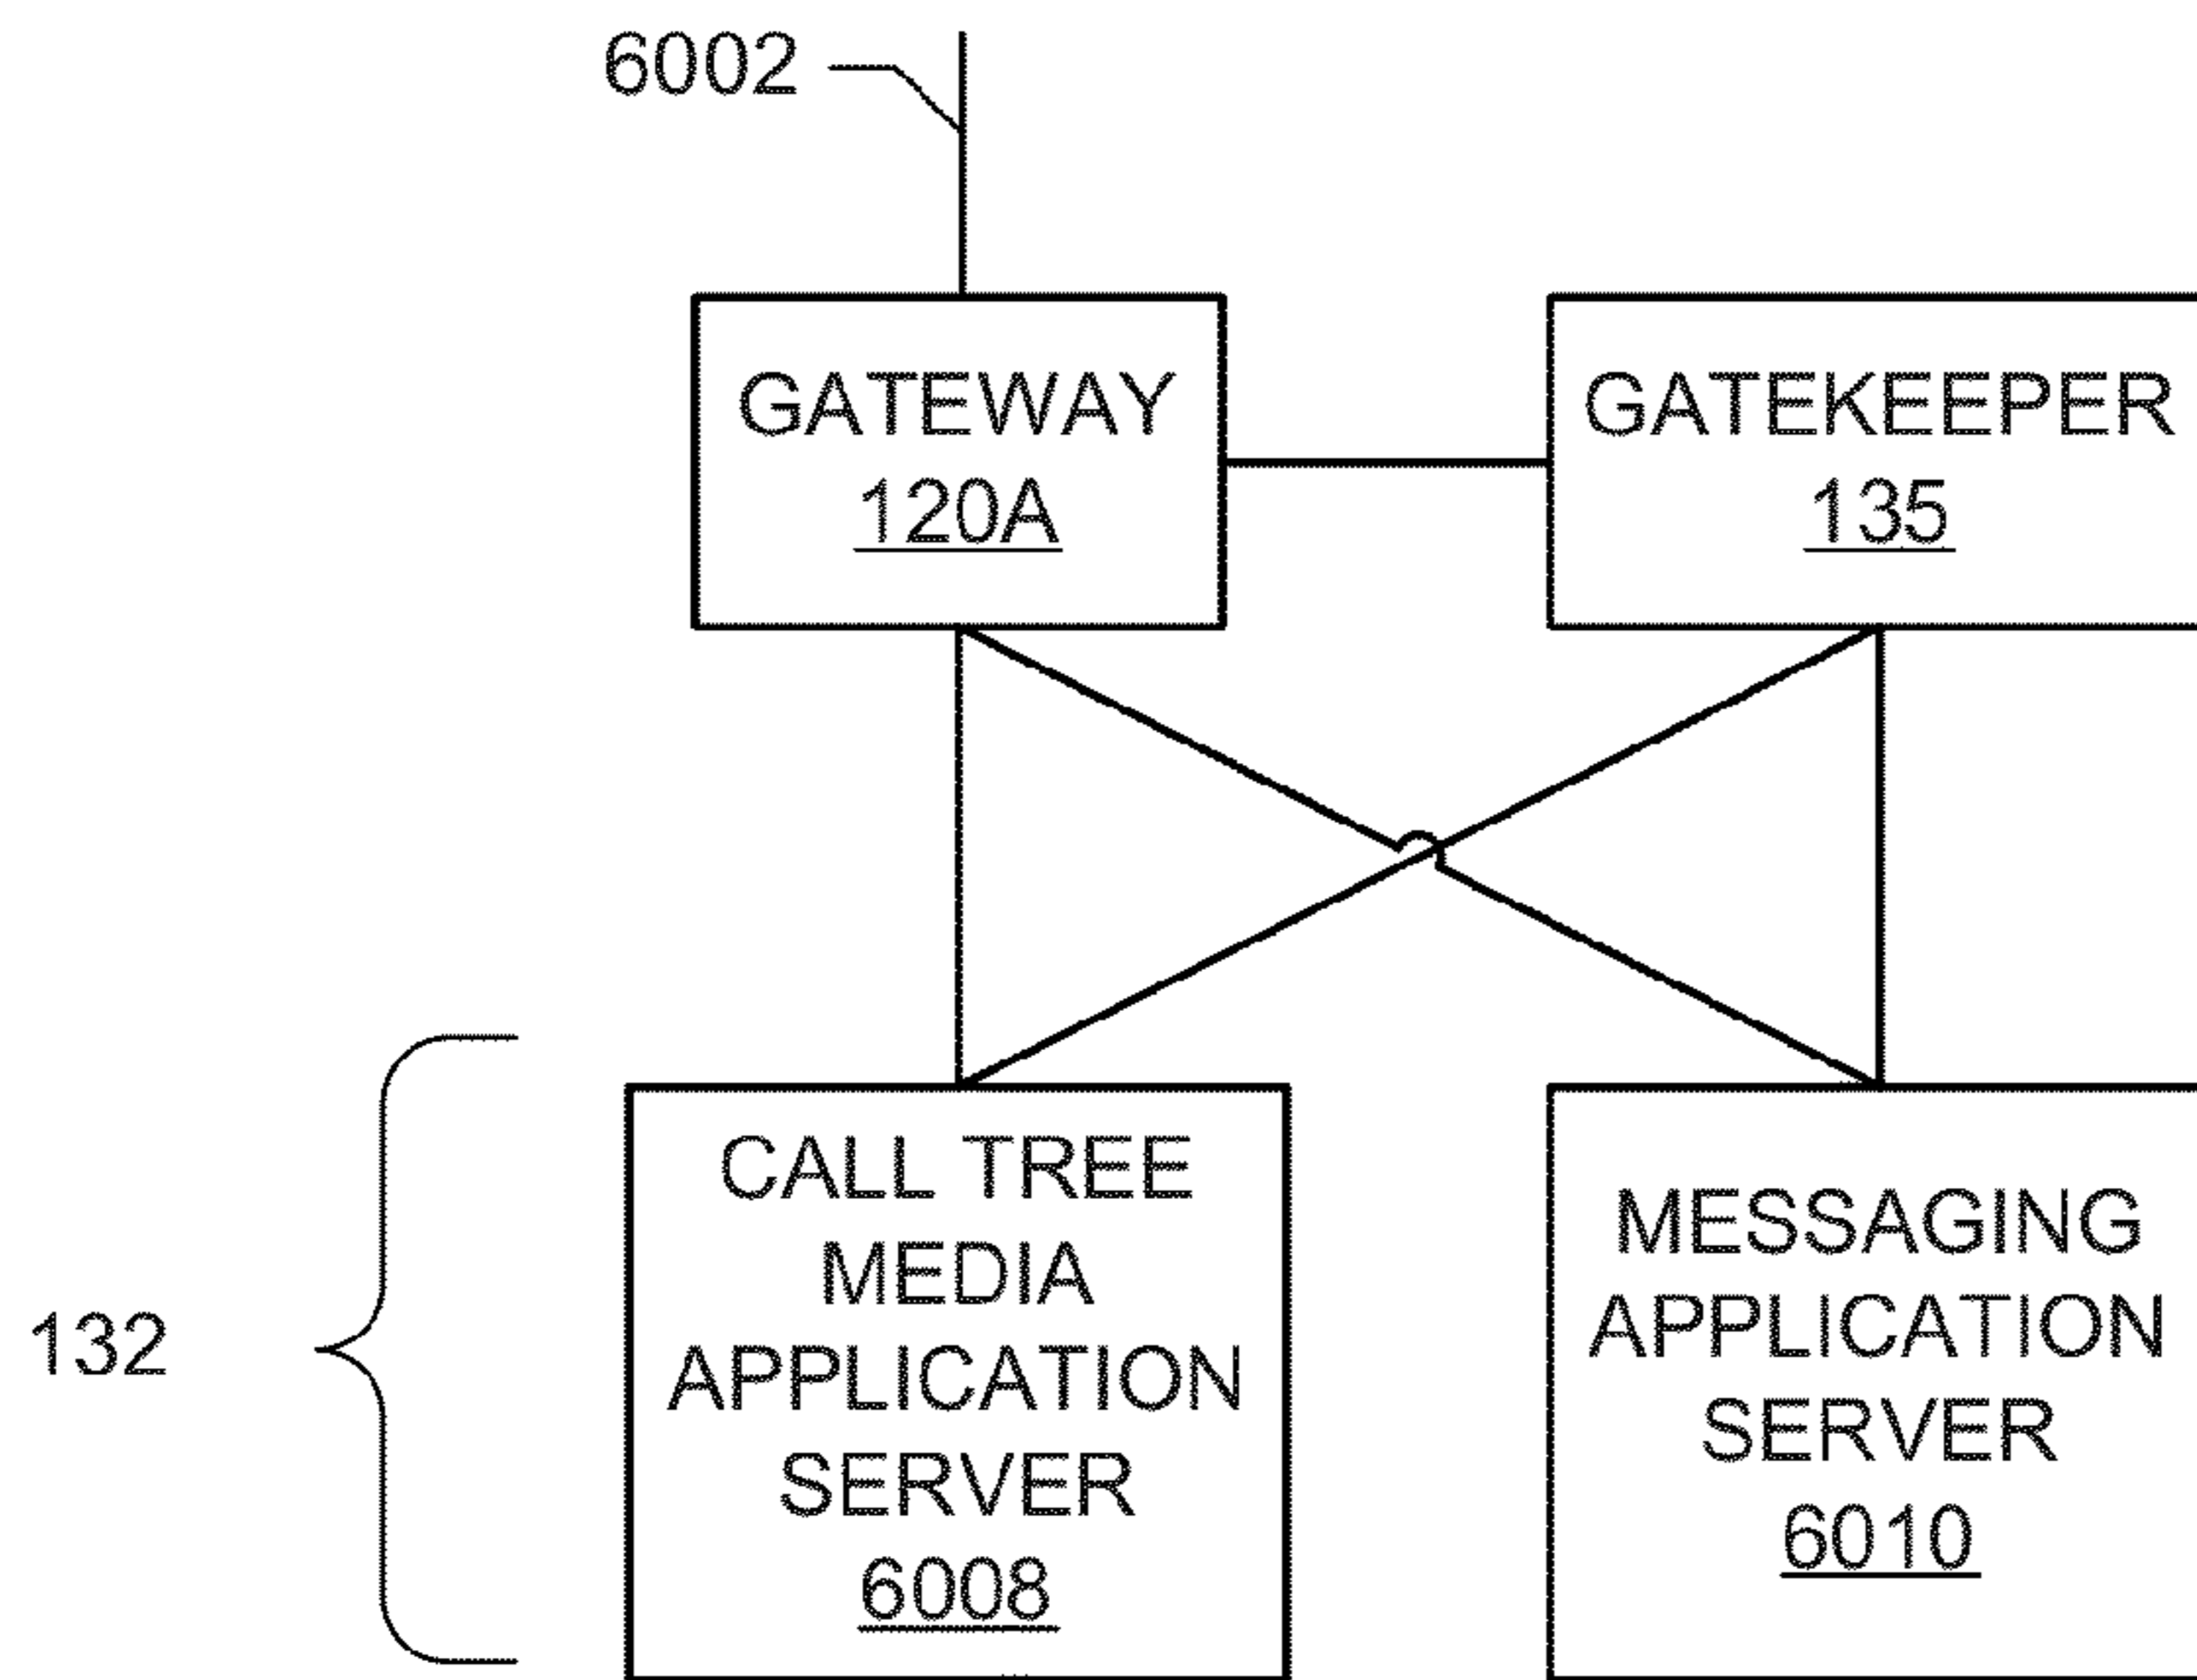 6002
GATEWAY
120A
GATEKEEPER
135
132
CALL TREE
MEDIA
APPLICATION
SERVER
6008
MESSAGING
APPLICATION
SERVER
6010